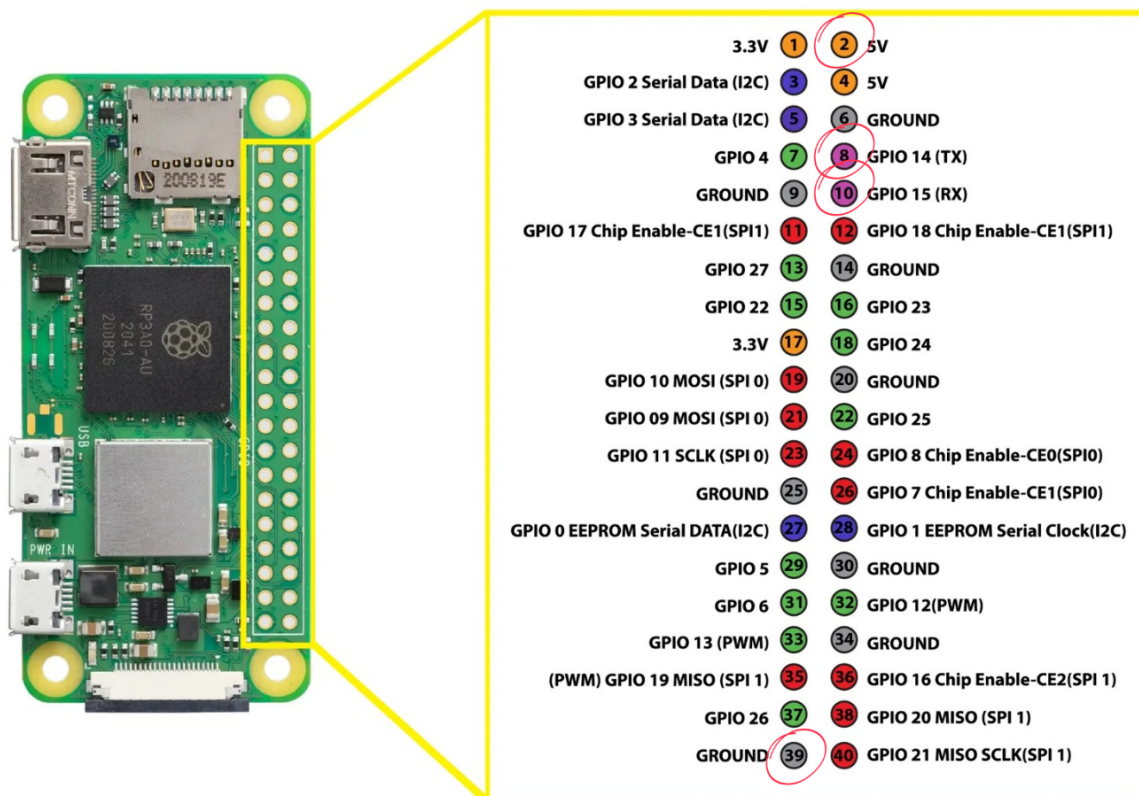 3.3V 1 2 5V
GPIO 2 Serial Data (I2C) 3 4 5V
GPIO 3 Serial Data (I2C) 5 6 GROUND
GPIO 4 7 8 GPIO 14 (TX)
GROUND 9 10 GPIO 15 (RX)
GPIO 17 Chip Enable-CE1(SPI1) 11 12 GPIO 18 Chip Enable-CE1(SPI1)
GPIO 27 13 14 GROUND
GPIO 22 15 16 GPIO 23
3.3V 17 18 GPIO 24
GPIO 10 MOSI (SPI 0) 19 20 GROUND
GPIO 09 MOSI (SPI 0) 21 22 GPIO 25
GPIO 11 SCLK (SPI 0) 23 24 GPIO 8 Chip Enable-CE0(SPI0)
GROUND 25 26 GPIO 7 Chip Enable-CE1(SPI0)
GPIO 0 EEPROM Serial DATA(I2C) 27 28 GPIO 1 EEPROM Serial Clock(I2C)
GPIO 5 29 30 GROUND
GPIO 6 31 32 GPIO 12(PWM)
GPIO 13 (PWM) 33 34 GROUND
(PWM) GPIO 19 MISO (SPI 1) 35 36 GPIO 16 Chip Enable-CE2(SPI 1)
GPIO 26 37 38 GPIO 20 MISO (SPI 1)
GROUND 39 40 GPIO 21 MISO SCLK(SPI 1)
MTCONN
200819E
RP3A0-AU
2041
200826
USB
PWR IN